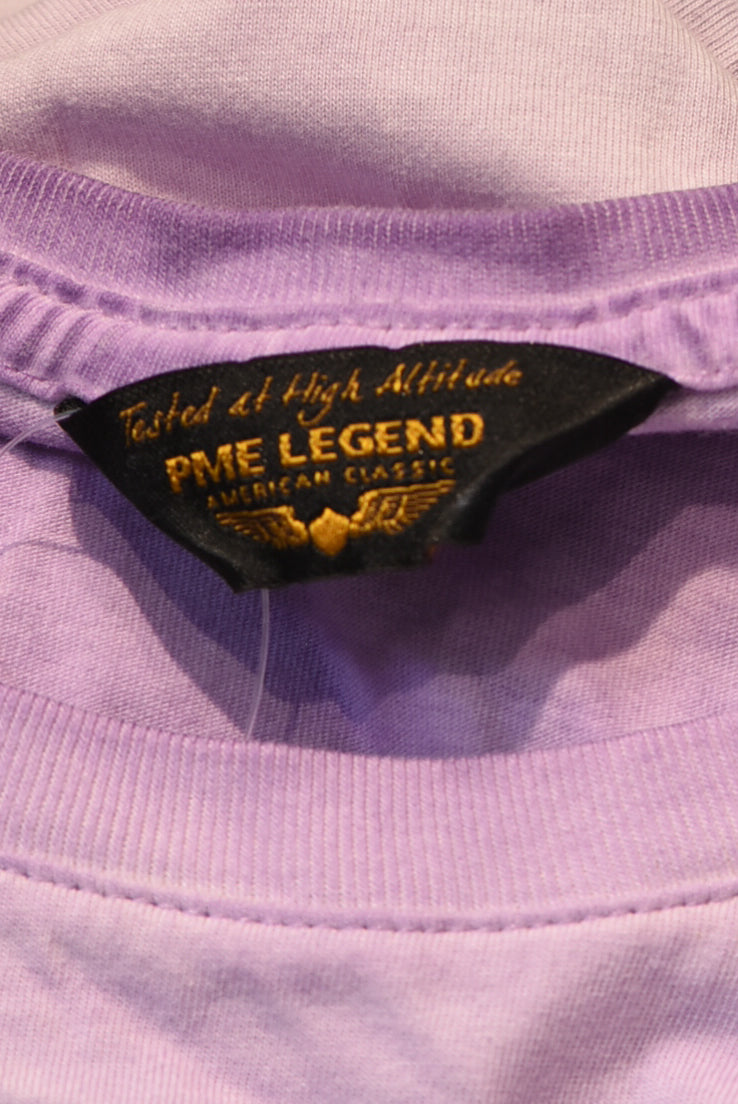 Tested at High Altitude
PME LEGEND
AMERICAN CLASSIC